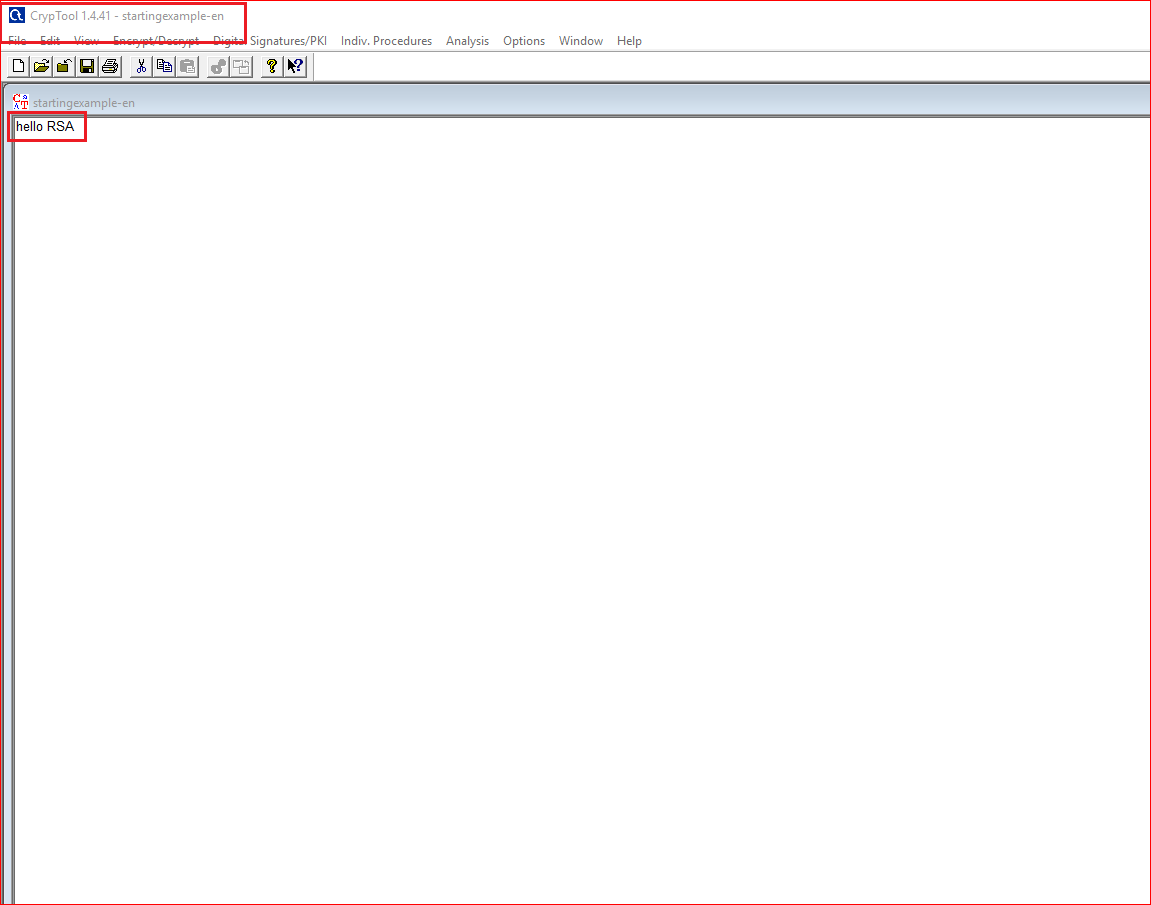 CrypTool 1.4.41 - startingexample-en
File Edit View Encrypt/Decrypt Digital Signatures/PKI Indiv. Procedures Analysis Options Window Help
startingexample-en
hello RSA